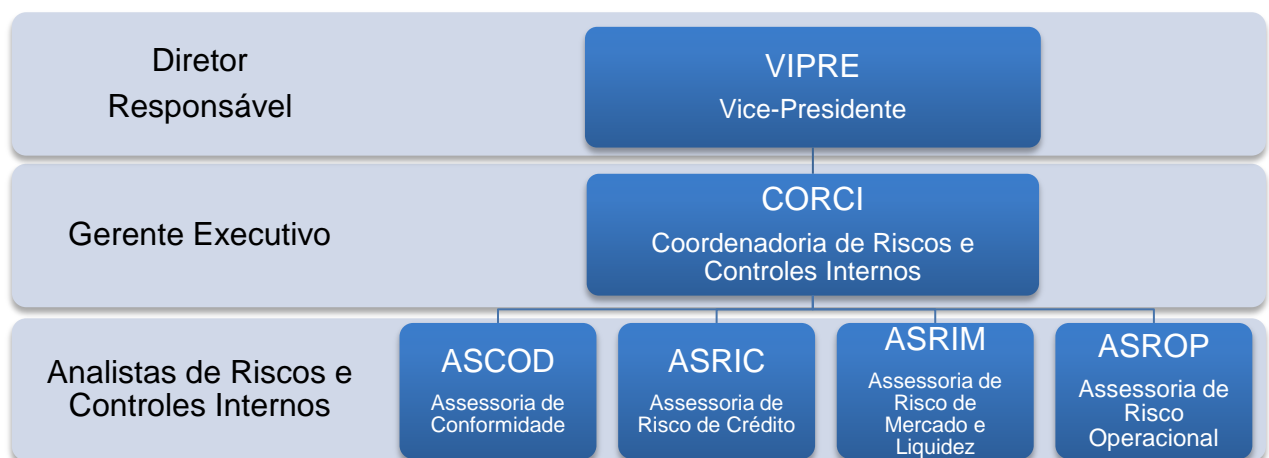 Diretor
Responsável
VIPRE
Vice-Presidente
Gerente Executivo
CORCI
Coordenadoria de Riscos e
Controles Internos
Analistas de Riscos e
Controles Internos
ASCOD
Assessoria de
Conformidade
ASRIC
Assessoria de
Risco de Crédito
ASRIM
Assessoria de
Risco de
Mercado e
Liquidez
ASROP
Assessoria de
Risco
Operacional